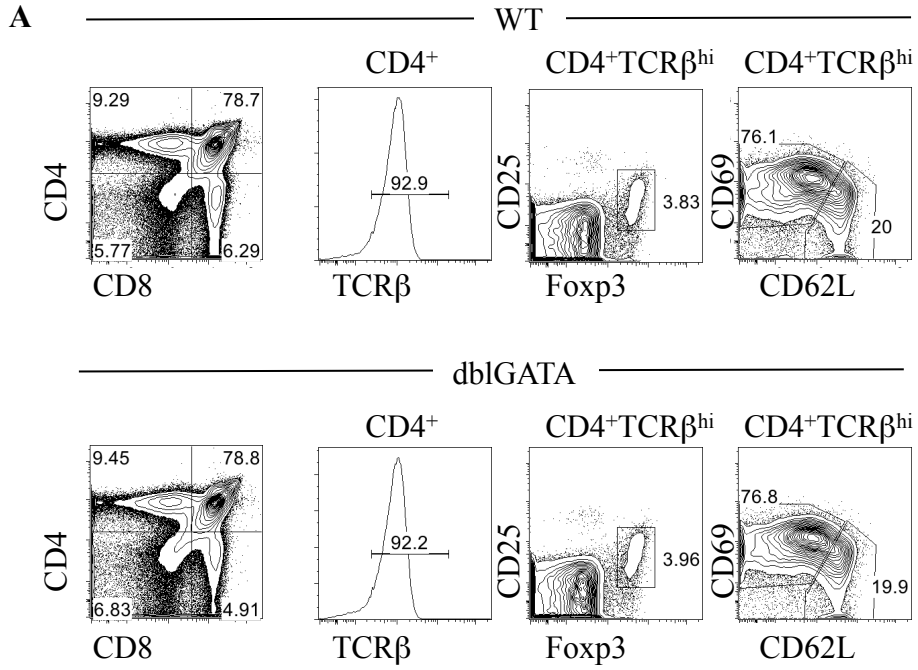 A
WT
CD4⁺
CD4⁺TCRβʰⁱ
CD4⁺TCRβʰⁱ
9.29
78.7
5.77
6.29
CD4
CD8
92.9
TCRβ
CD25
3.83
Foxp3
CD69
76.1
20
CD62L
dblGATA
CD4⁺
CD4⁺TCRβʰⁱ
CD4⁺TCRβʰⁱ
9.45
78.8
6.83
4.91
CD4
CD8
92.2
TCRβ
CD25
3.96
Foxp3
CD69
76.8
19.9
CD62L